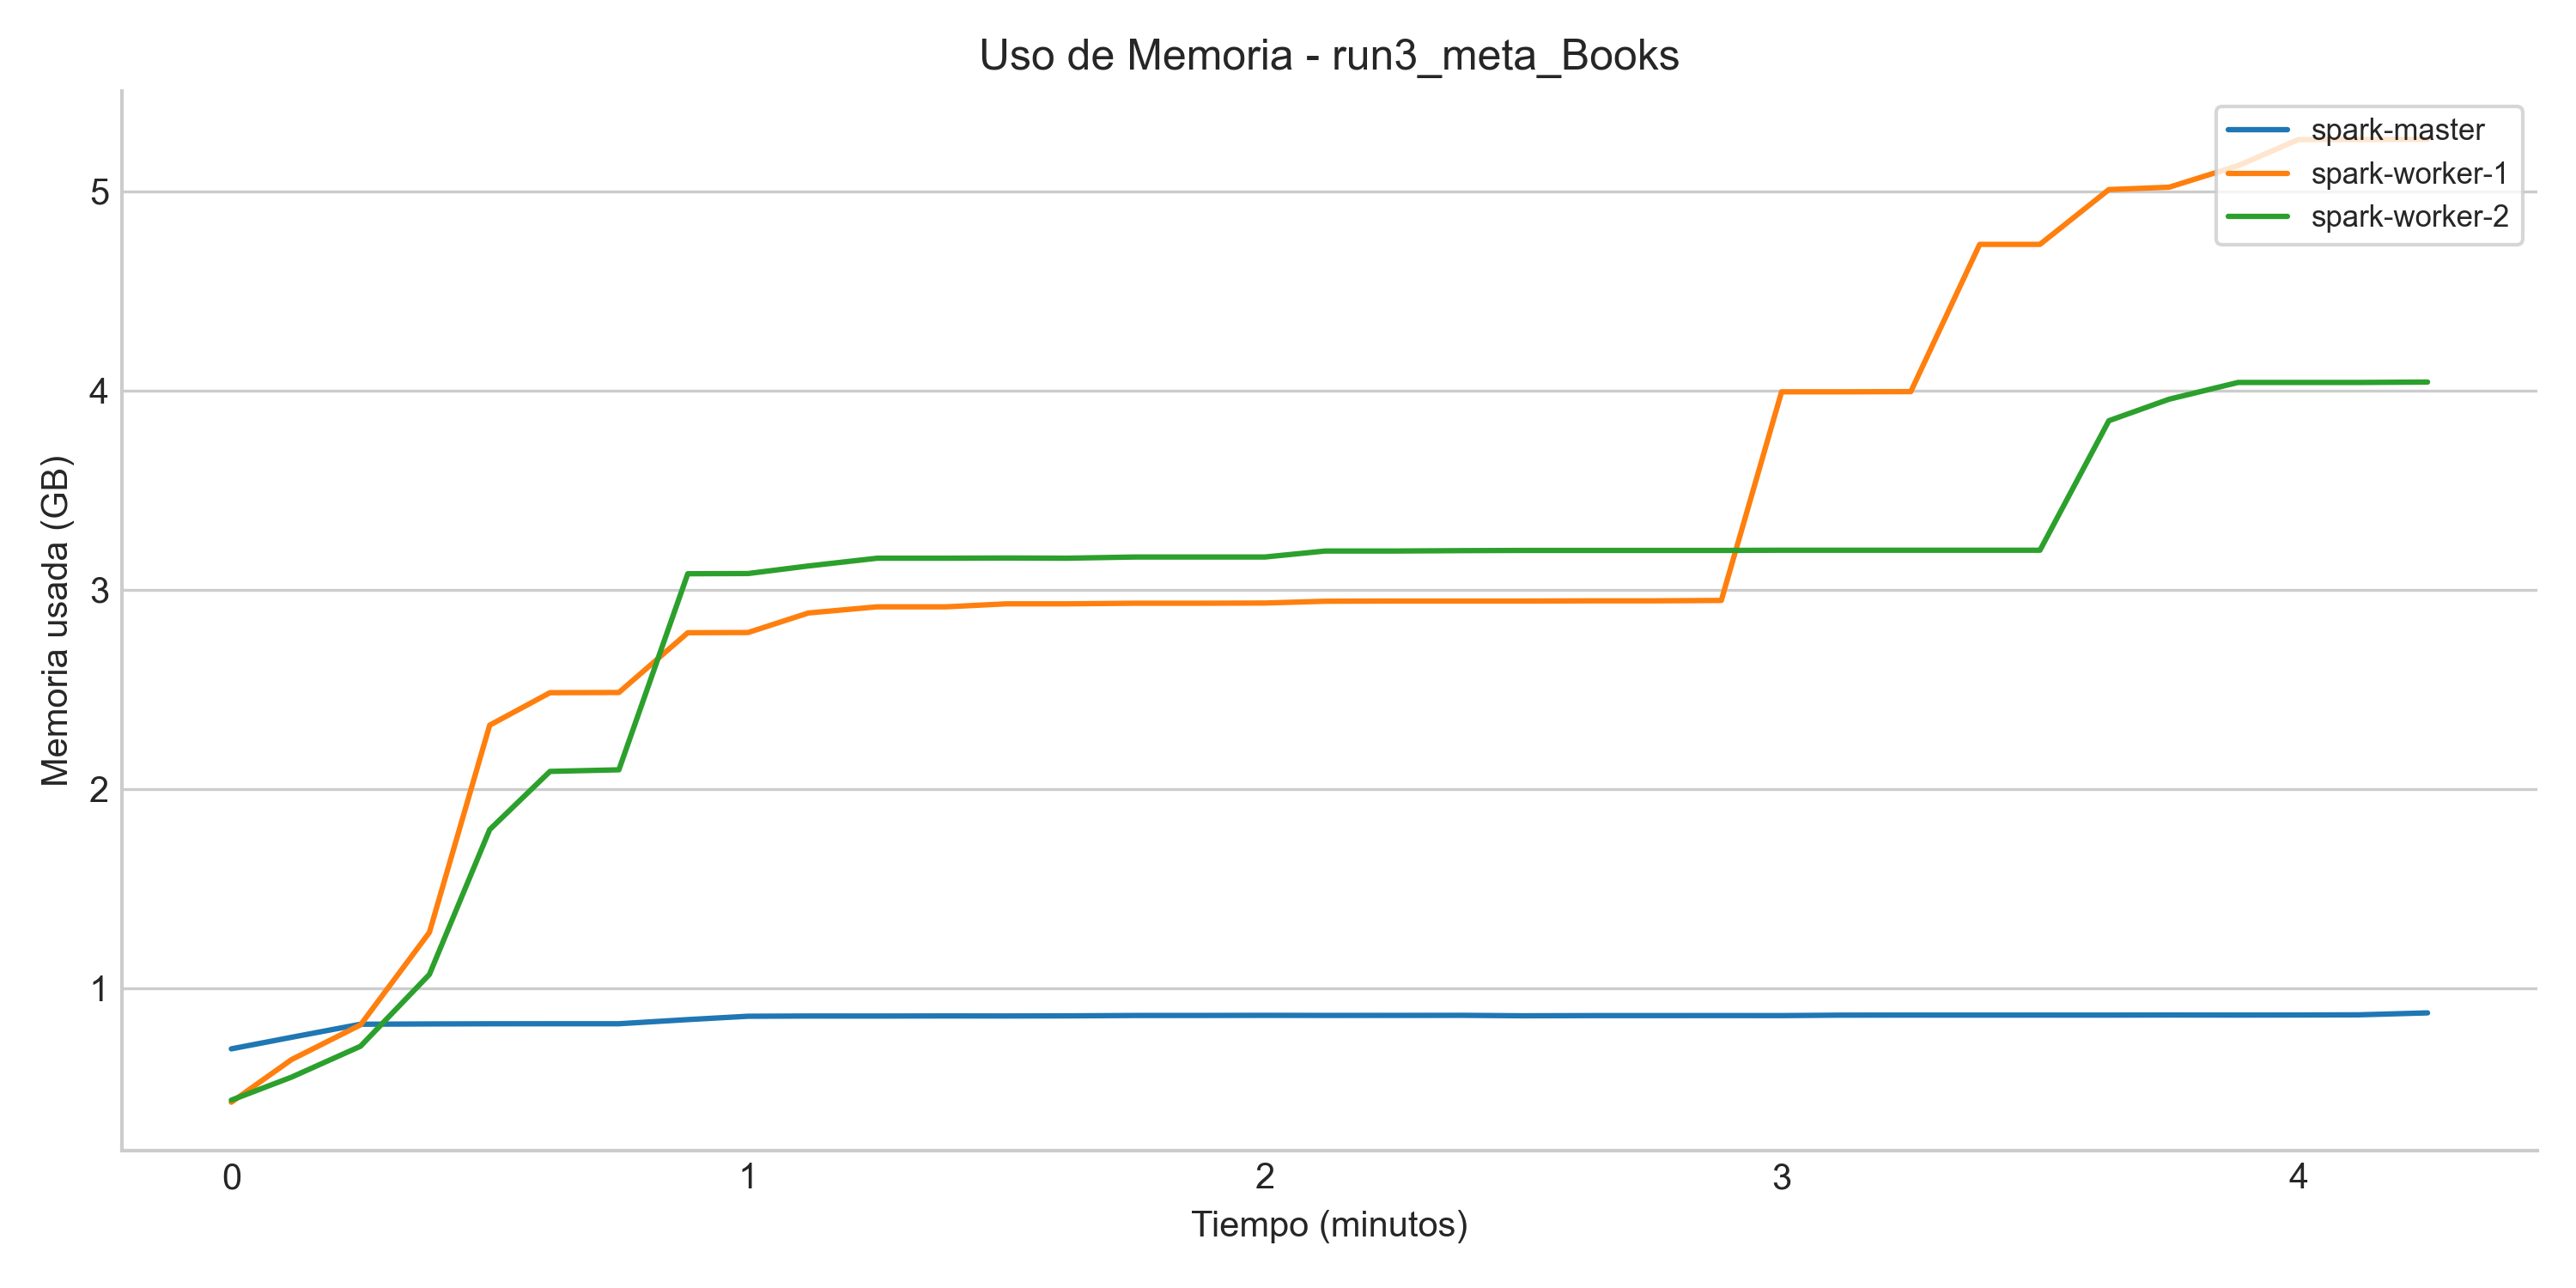 Uso de Memoria - run3_meta_Books
spark-master
spark-worker-1
spark-worker-2
Memoria usada (GB)
5
4
3
2
1
0
1
2
3
4
Tiempo (minutos)